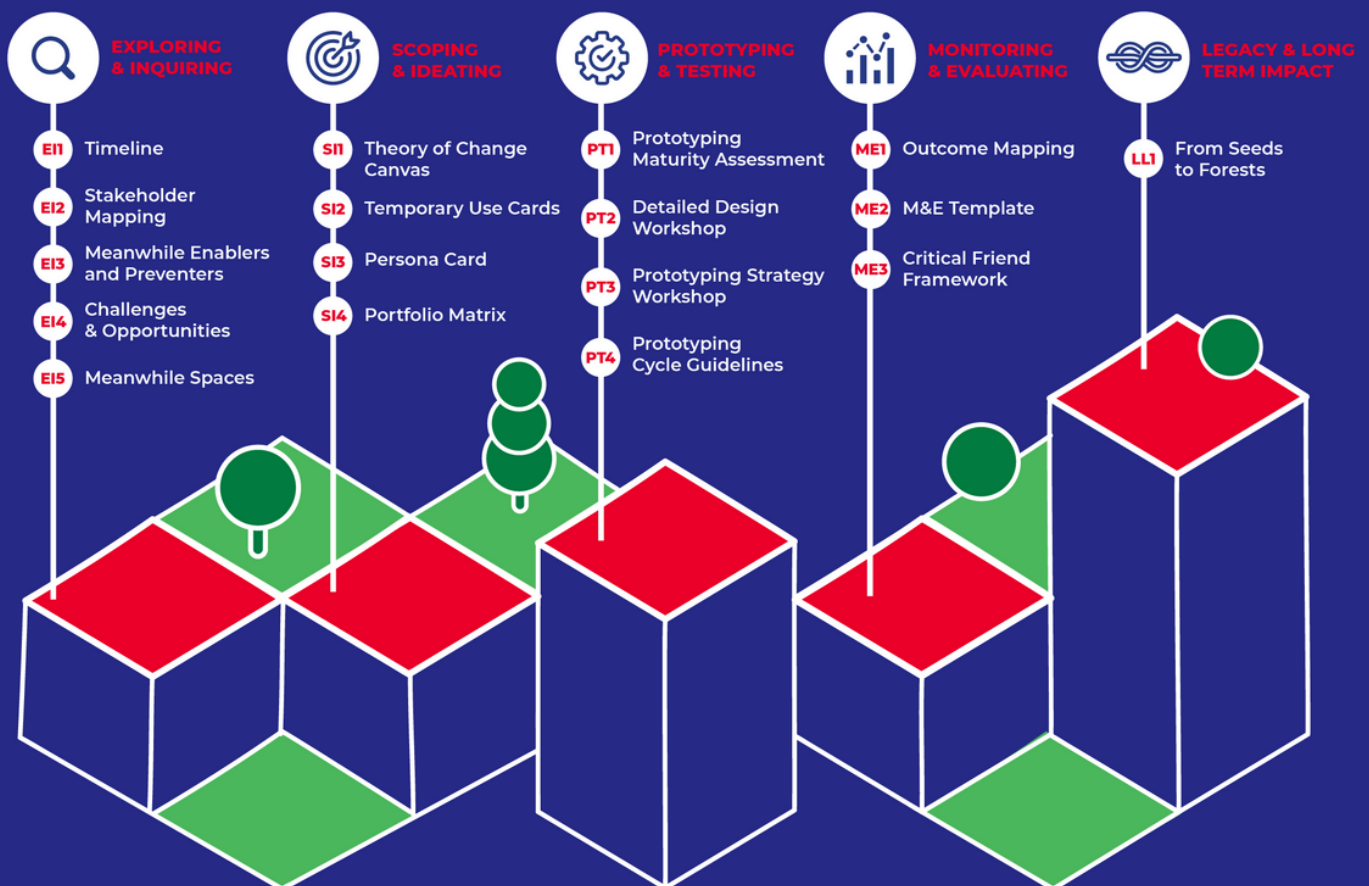 EXPLORING
& INQUIRING
EI1
Timeline
EI2
Stakeholder
Mapping
EI3
Meanwhile Enablers
and Preventers
EI4
Challenges
& Opportunities
EI5
Meanwhile Spaces
SCOPING
& IDEATING
SI1
Theory of Change
Canvas
SI2
Temporary Use Cards
SI3
Persona Card
SI4
Portfolio Matrix
PROTOTYPING
& TESTING
PT1
Prototyping
Maturity Assessment
PT2
Detailed Design
Workshop
PT3
Prototyping Strategy
Workshop
PT4
Prototyping
Cycle Guidelines
MONITORING
& EVALUATING
ME1
Outcome Mapping
ME2
M&E Template
ME3
Critical Friend
Framework
LEGACY & LONG
TERM IMPACT
LL1
From Seeds
to Forests